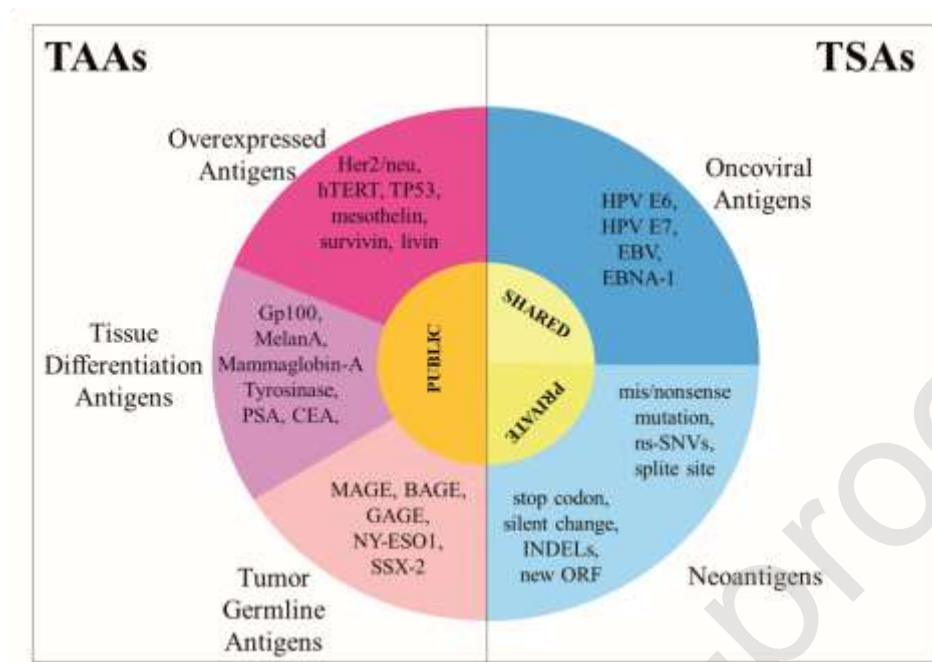 TAAs
TSAs
Overexpressed
Antigens
Her2/neu,
hTERT, TP53,
mesothelin,
survivin, livin
Oncoviral
Antigens
HPV E6,
HPV E7,
EBV,
EBNA-1
Tissue
Differentiation
Antigens
Gp100,
MelanA,
Mammaglobin-A
Tyrosinase,
PSA, CEA,
PUBLIC
SHARED
PRIVATE
mis/nonsense
mutation,
ns-SNVs,
splite site
MAGE, BAGE,
GAGE,
NY-ESO1,
SSX-2
stop codon,
silent change,
INDELs,
new ORF
Tumor
Germline
Antigens
Neoantigens